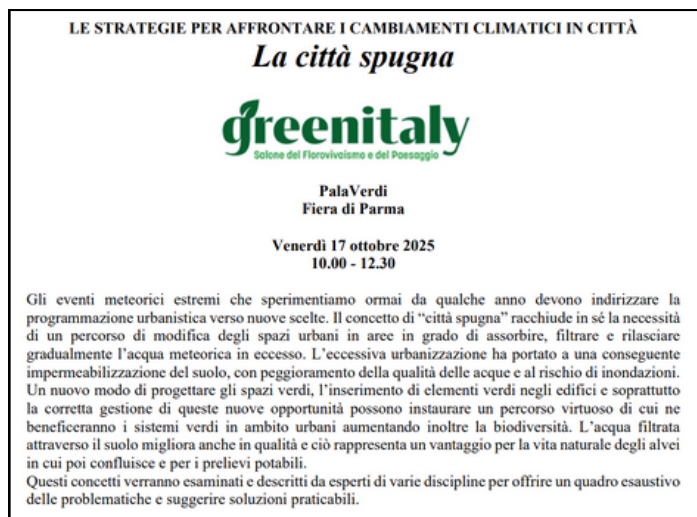 LE STRATEGIE PER AFFRONTARE I CAMBIAMENTI CLIMATICI IN CITTÀ
La città spugna
greenitaly
Salone del Florovivaismo e del Paesaggio
PalaVerdi
Fiera di Parma
Venerdì 17 ottobre 2025
10.00 - 12.30
Gli eventi meteorici estremi che sperimentiamo ormai da qualche anno devono indirizzare la
programmazione urbanistica verso nuove scelte. Il concetto di “città spugna” racchiude in sé la necessità
di un percorso di modifica degli spazi urbani in aree in grado di assorbire, filtrare e rilasciare
gradualmente l’acqua meteorica in eccesso. L’eccessiva urbanizzazione ha portato a una conseguente
impermeabilizzazione del suolo, con peggioramento della qualità delle acque e al rischio di inondazioni.
Un nuovo modo di progettare gli spazi verdi, l’inserimento di elementi verdi negli edifici e soprattutto
la corretta gestione di queste nuove opportunità possono instaurare un percorso virtuoso di cui ne
beneficeranno i sistemi verdi in ambito urbani aumentando inoltre la biodiversità. L’acqua filtrata
attraverso il suolo migliora anche in qualità e ciò rappresenta un vantaggio per la vita naturale degli alvei
in cui poi confluisce e per i prelievi potabili.
Questi concetti verranno esaminati e descritti da esperti di varie discipline per offrire un quadro esaustivo
delle problematiche e suggerire soluzioni praticabili.